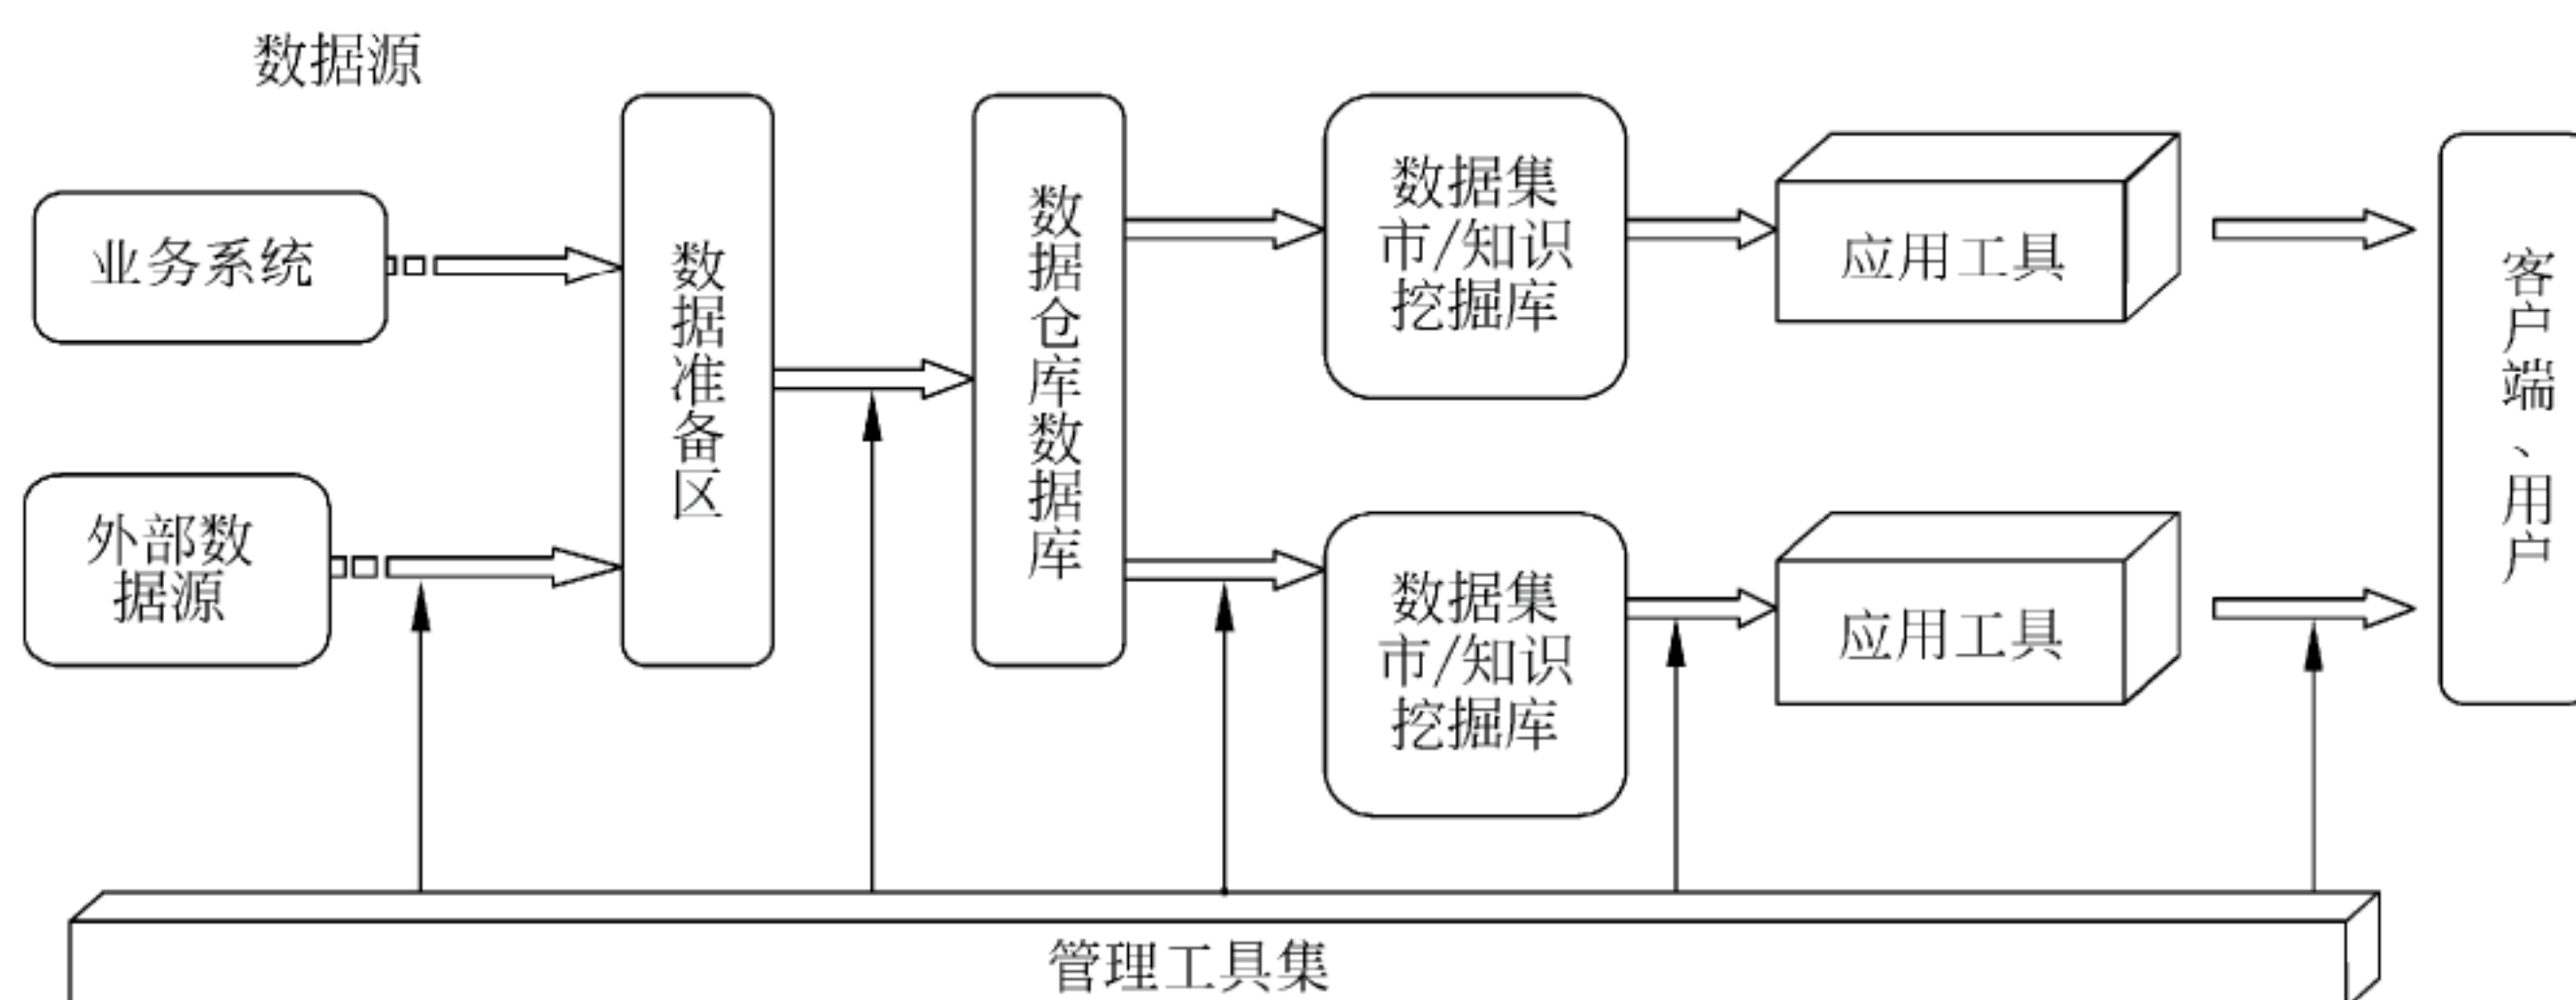 数据源
业务系统
外部数
据源
数据准备区
数据仓库数据库
数据集
市/知识
挖掘库
应用工具
数据集
市/知识
挖掘库
应用工具
客户端、用户
管理工具集